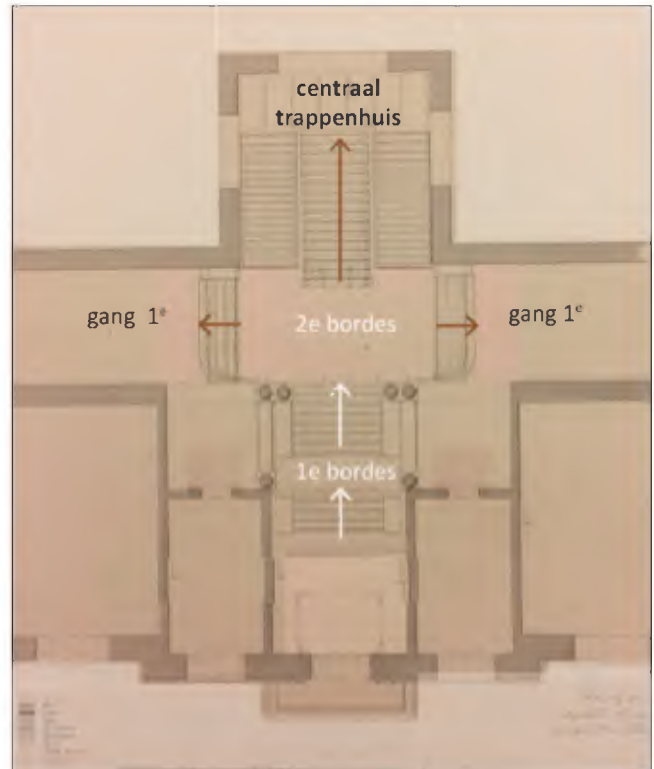 centraal
trappenhuis
gang 1ᵉ
2e bordes
gang 1ᵉ
1e bordes